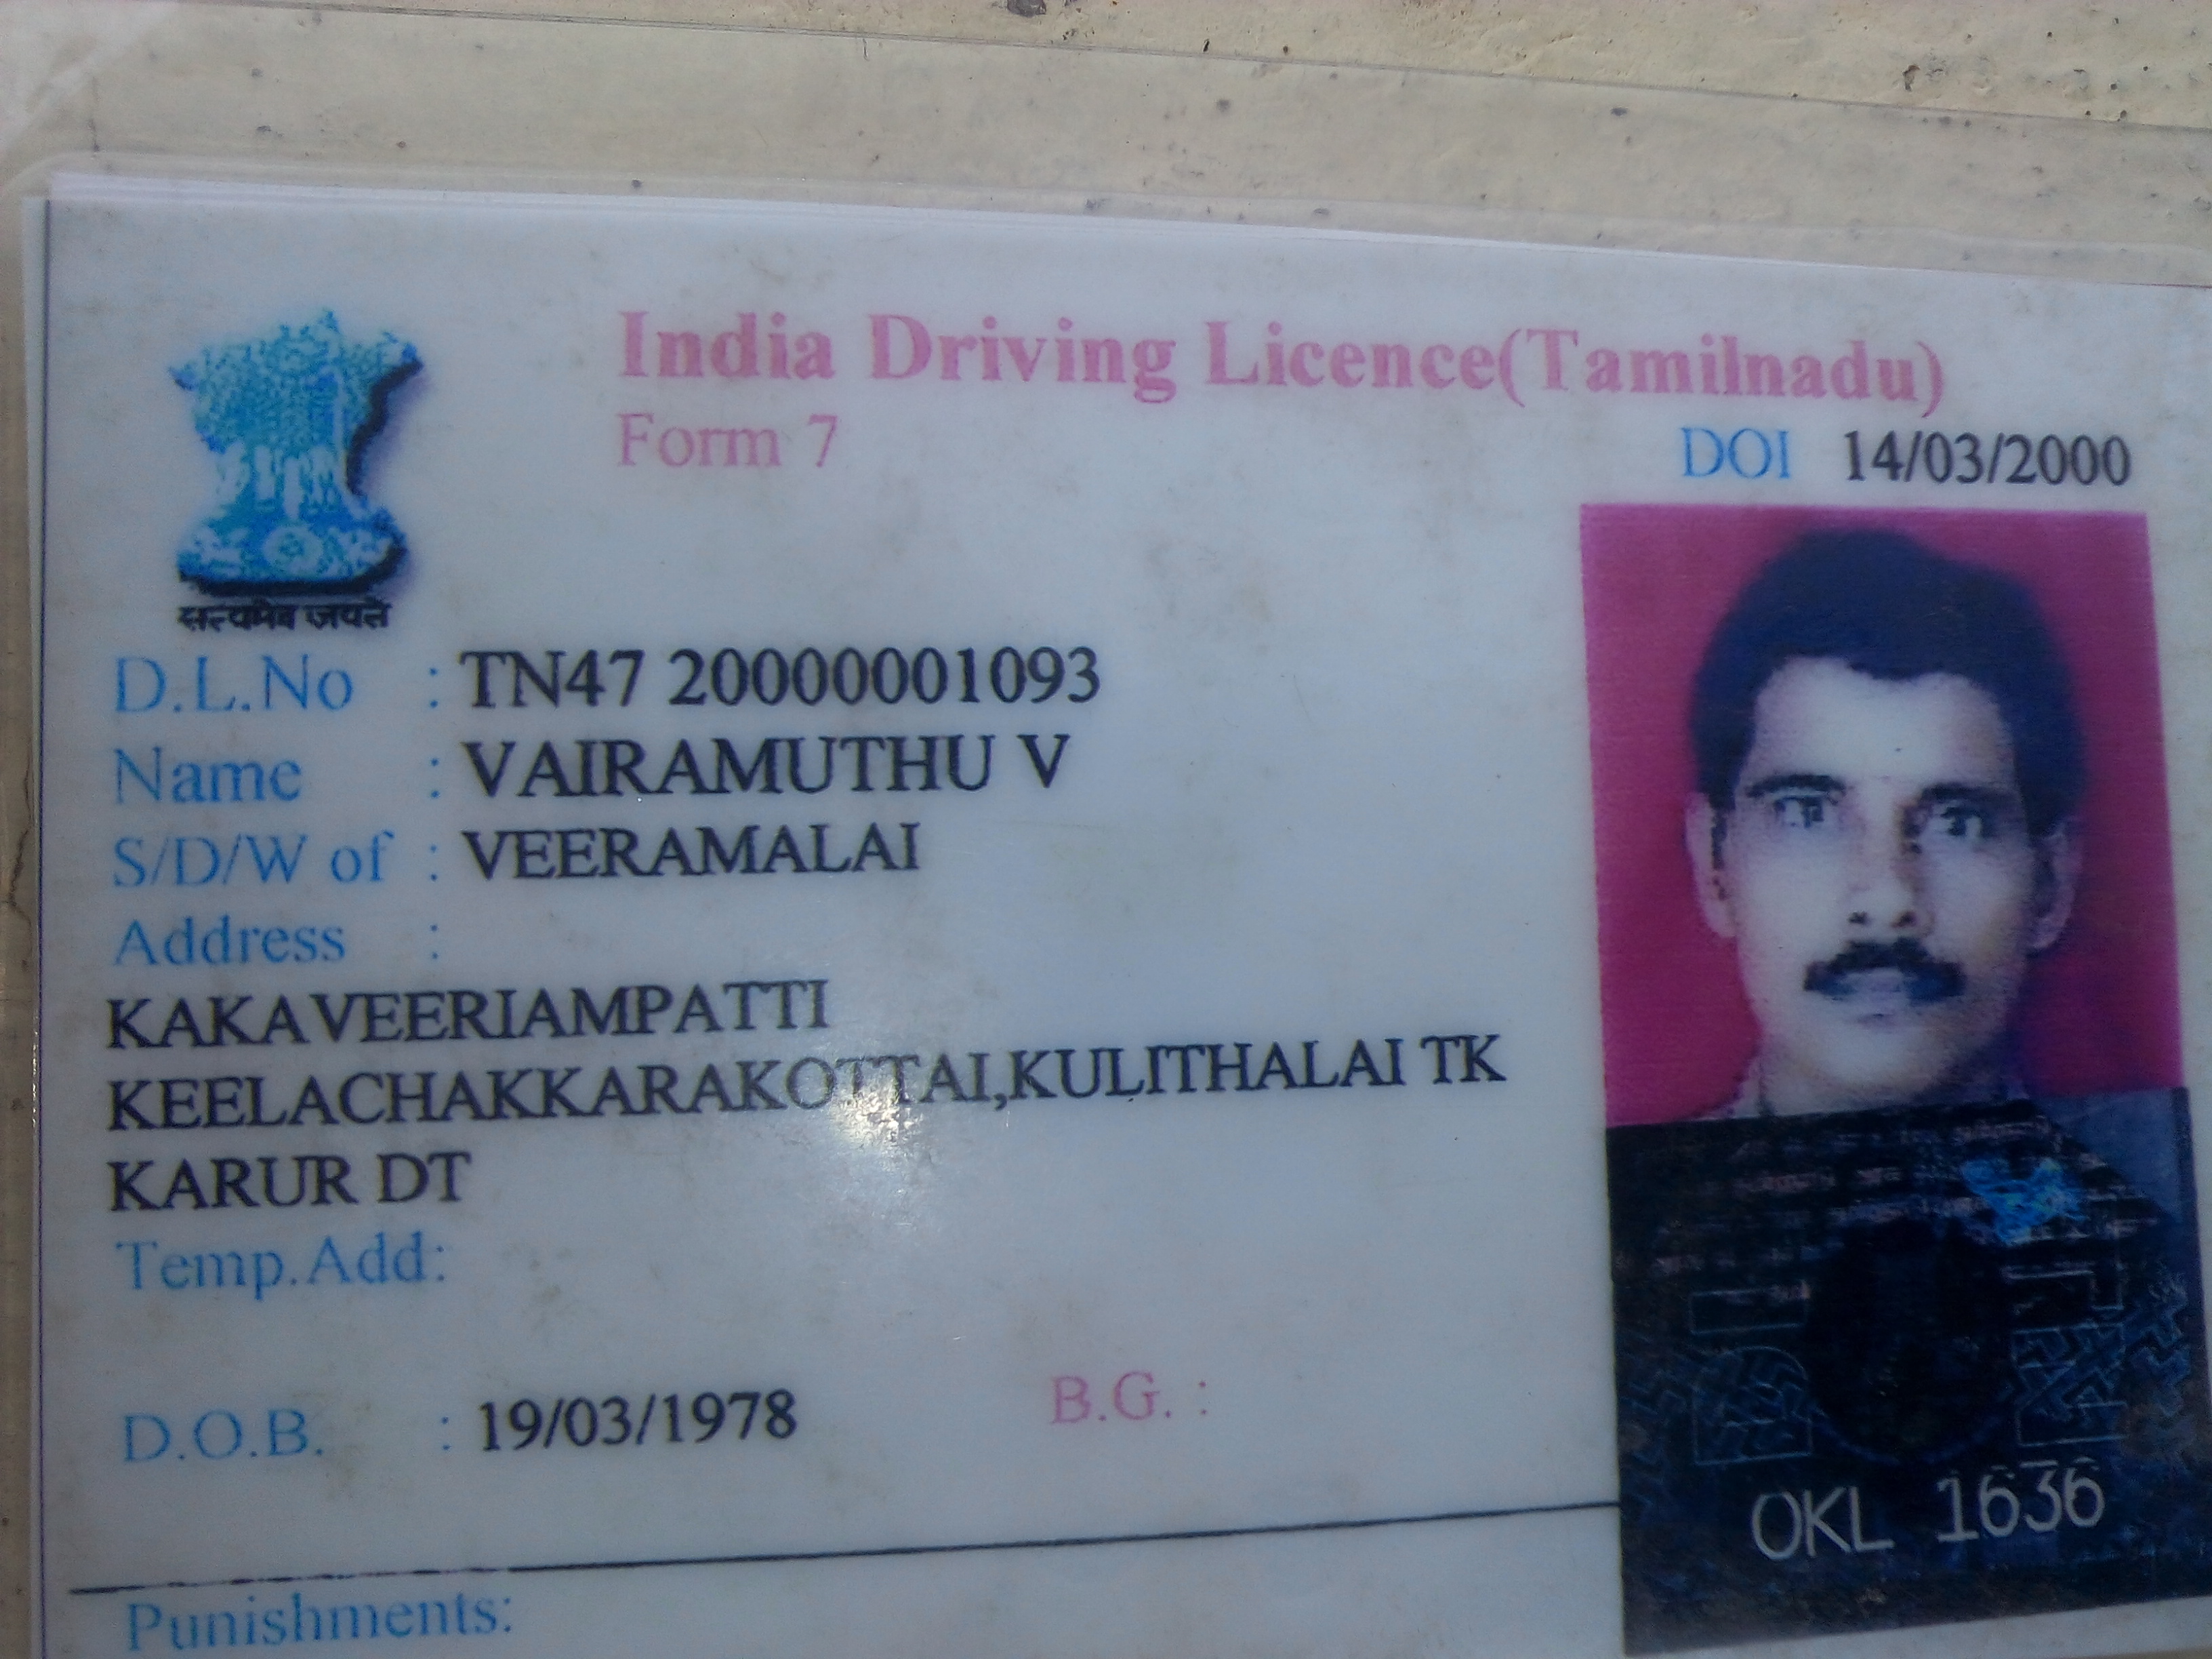 India Driving Licence(Tamilnadu)
Form 7
DOI 14/03/2000
सत्यमेव जयते
D.L.No : TN47 20000001093
Name : VAIRAMUTHU V
S/D/W of : VEERAMALAI
Address :
KAKAVEERIAMPATTI
KEELACHAKKARAKOTTAI,KULITHALAI TK
KARUR DT
Temp.Add:
D.O.B. : 19/03/1978 B.G. :
OKL 1636
Punishments: